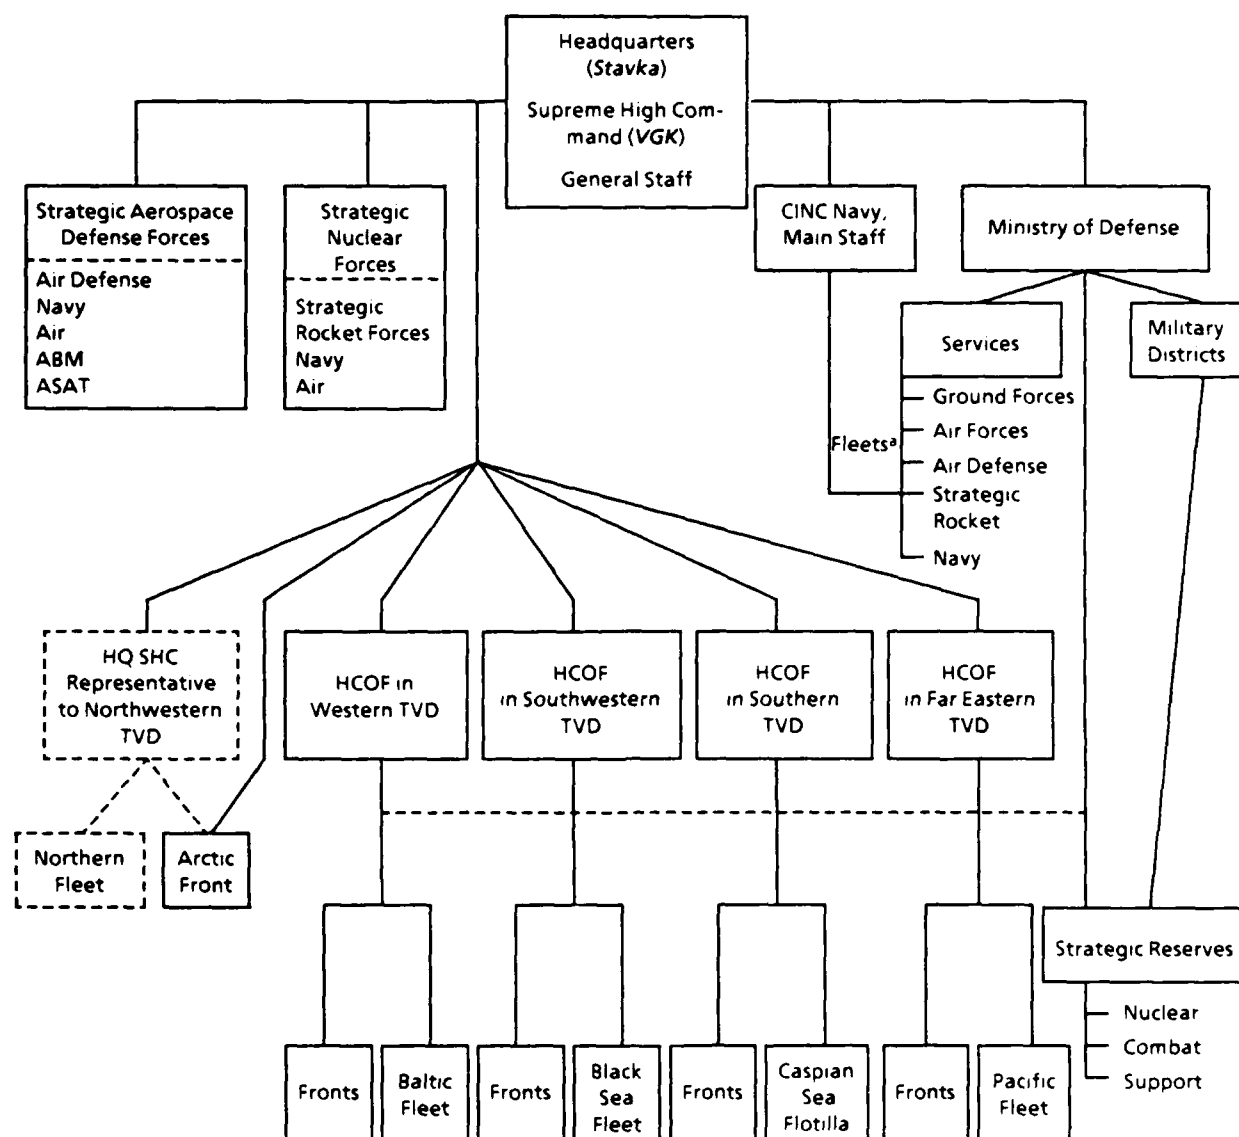 Headquarters
(Stavka)
Supreme High Com-
mand (VGK)
General Staff
Strategic Aerospace
Defense Forces
Air Defense
Navy
Air
ABM
ASAT
Strategic
Nuclear
Forces
Strategic
Rocket Forces
Navy
Air
CINC Navy,
Main Staff
Ministry of Defense
Services
Military
Districts
Ground Forces
Fleetsᵃ
Air Forces
Air Defense
Strategic
Rocket
Navy
HQ SHC
Representative
to Northwestern
TVD
HCOF in
Western TVD
HCOF
in Southwestern
TVD
HCOF
in Southern
TVD
HCOF
in Far Eastern
TVD
Northern
Fleet
Arctic
Front
Strategic Reserves
Nuclear
Combat
Support
Fronts
Baltic
Fleet
Fronts
Black
Sea
Fleet
Fronts
Caspian
Sea
Flotilla
Fronts
Pacific
Fleet